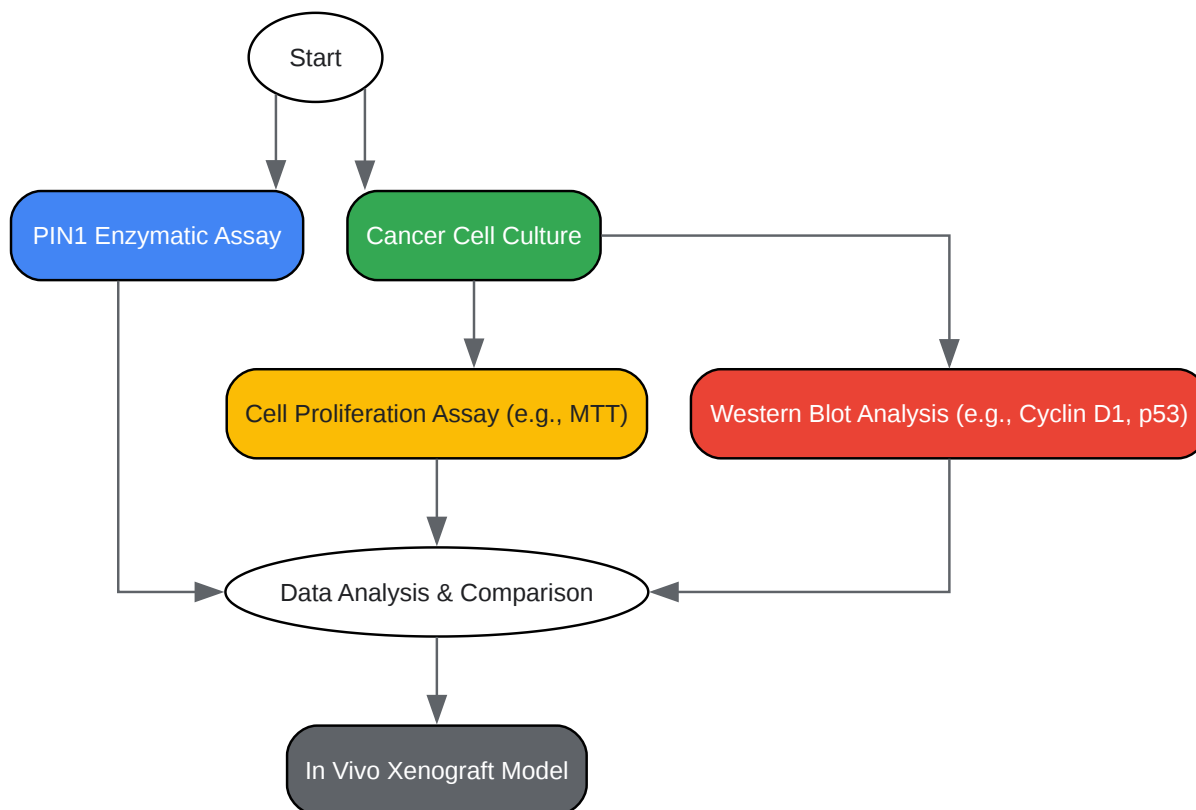 Start
PIN1 Enzymatic Assay
Cancer Cell Culture
Cell Proliferation Assay (e.g., MTT)
Western Blot Analysis (e.g., Cyclin D1, p53)
Data Analysis & Comparison
In Vivo Xenograft Model